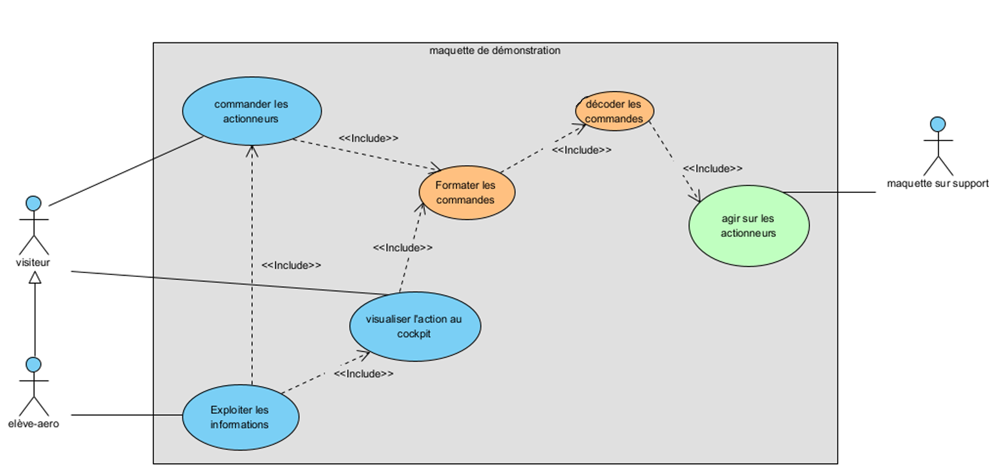 maquette de démonstration
commander les
actionneurs
décoder les
commandes
<<Include>>
<<Include>>
<<Include>>
maquette sur support
Formater les
commandes
agir sur les
actionneurs
<<Include>>
visiteur
<<Include>>
visualiser l'action au
cockpit
<<Include>>
Exploiter les
informations
elève-aero